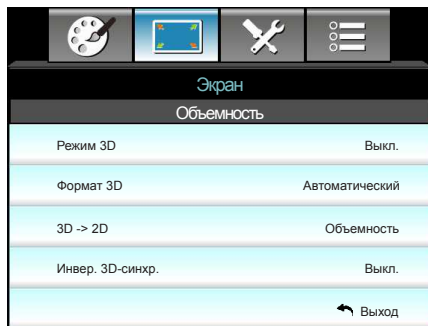 Экран
Объемность
Режим 3D Выкл.
Формат 3D Автоматический
3D -> 2D Объемность
Инвер. 3D-синхр. Выкл.
Выход